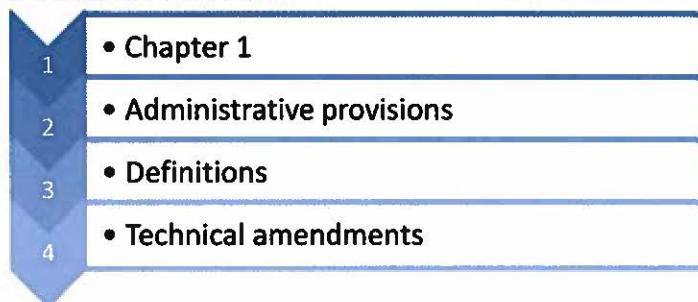 1 • Chapter 1
2 • Administrative provisions
3 • Definitions
4 • Technical amendments